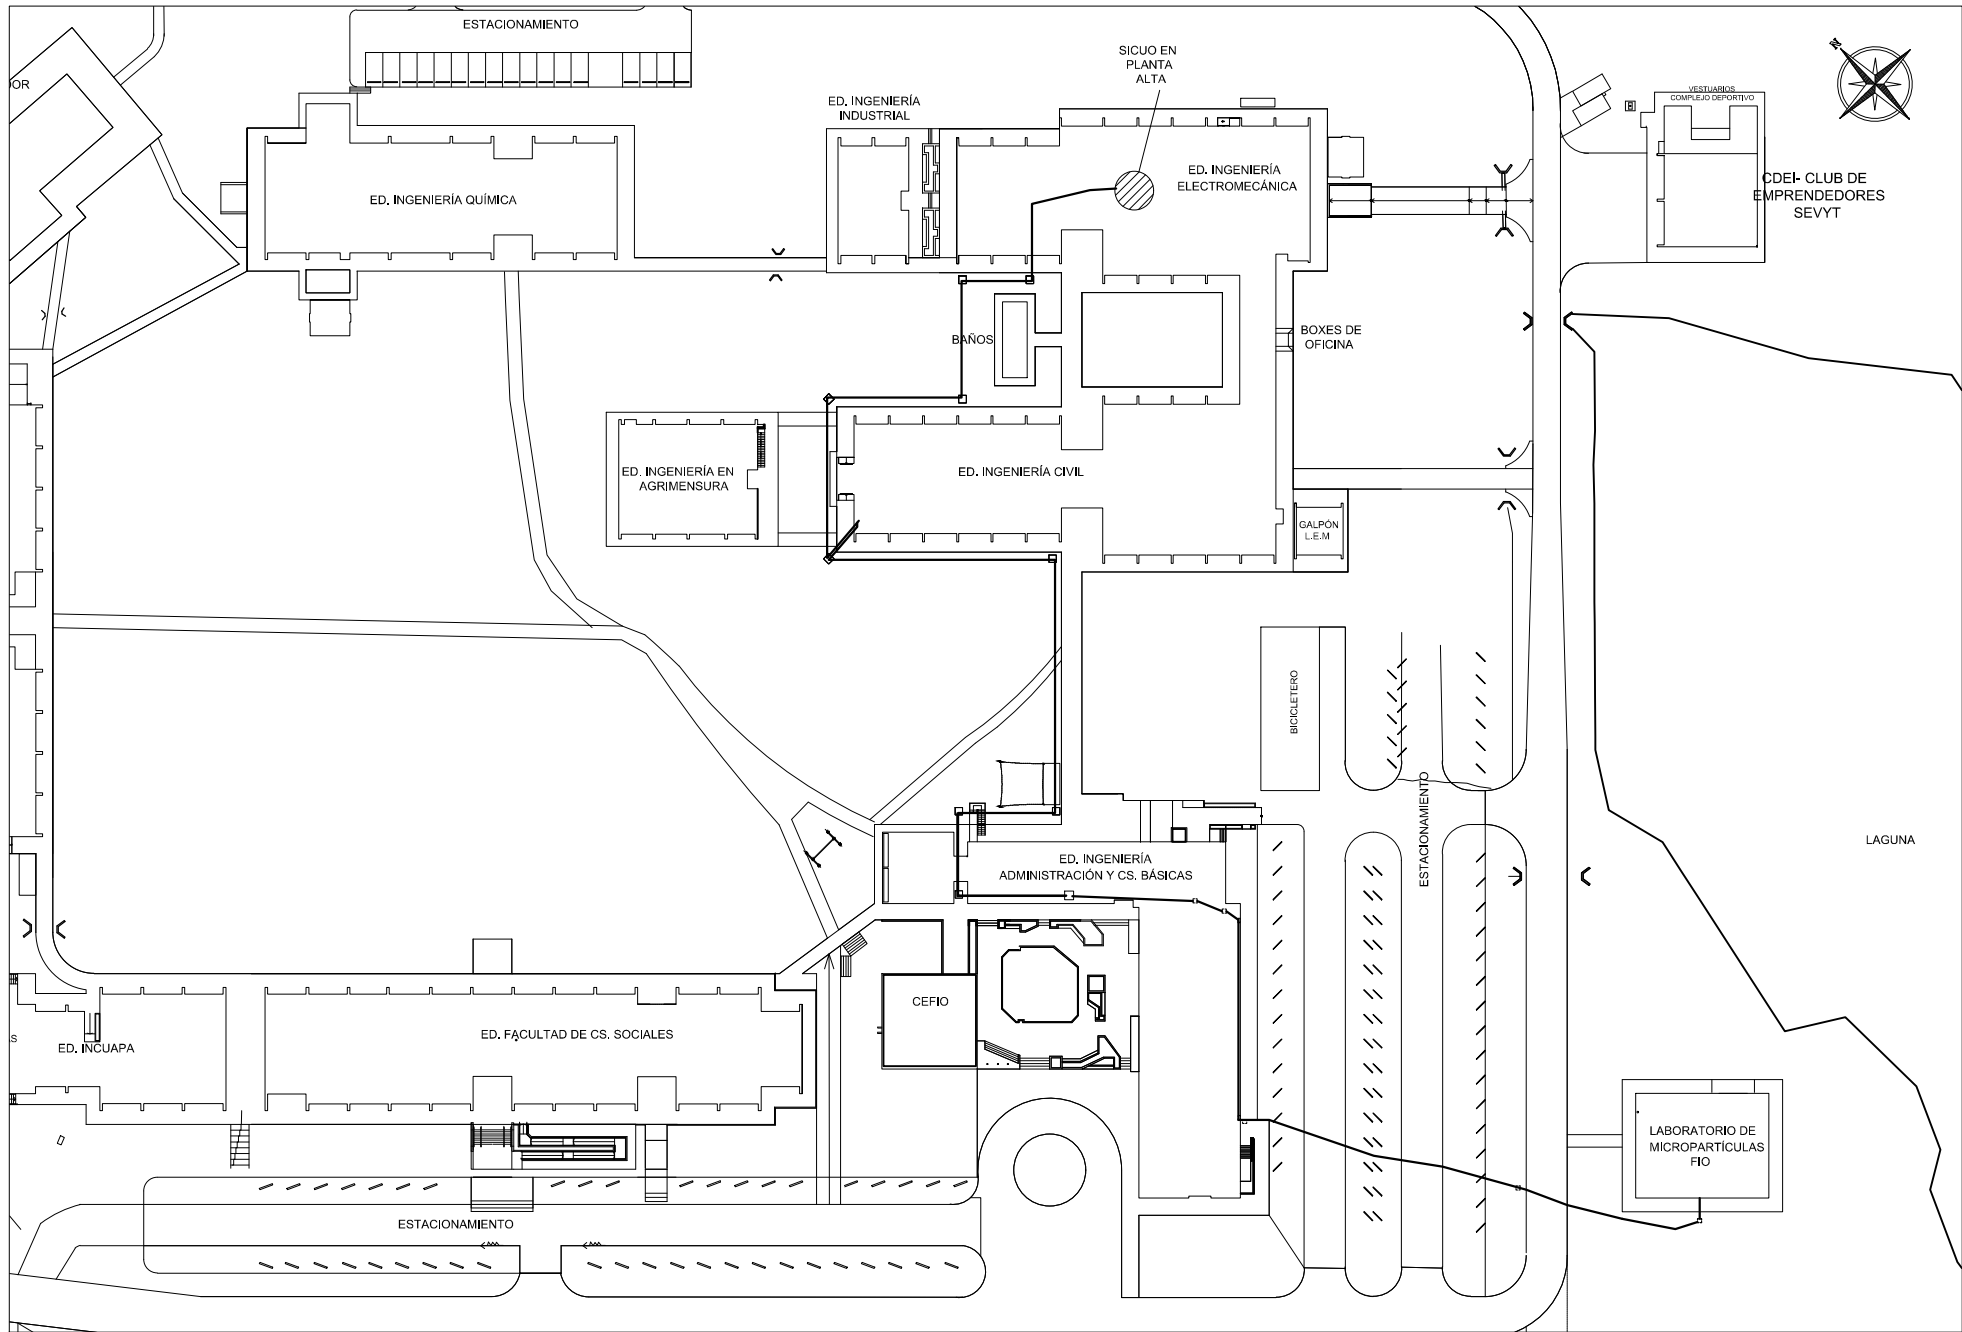 ESTACIONAMIENTO
SICUO EN
PLANTA
ALTA
N
OR
ED. INGENIERÍA
INDUSTRIAL
VESTUARIOS
COMPLEJO DEPORTIVO
ED. INGENIERÍA QUÍMICA
ED. INGENIERÍA
ELECTROMECÁNICA
CDEI- CLUB DE
EMPRENDEDORES
SEVYT
BAÑOS
BOXES DE
OFICINA
ED. INGENIERÍA EN
AGRIMENSURA
ED. INGENIERÍA CIVIL
GALPÓN
L.E.M
BICICLETERO
ESTACIONAMIENTO
LAGUNA
ED. INGENIERÍA
ADMINISTRACIÓN Y CS. BÁSICAS
CEFIO
AS
ED. INCUAPA
ED. FACULTAD DE CS. SOCIALES
LABORATORIO DE
MICROPARTÍCULAS
FIO
ESTACIONAMIENTO